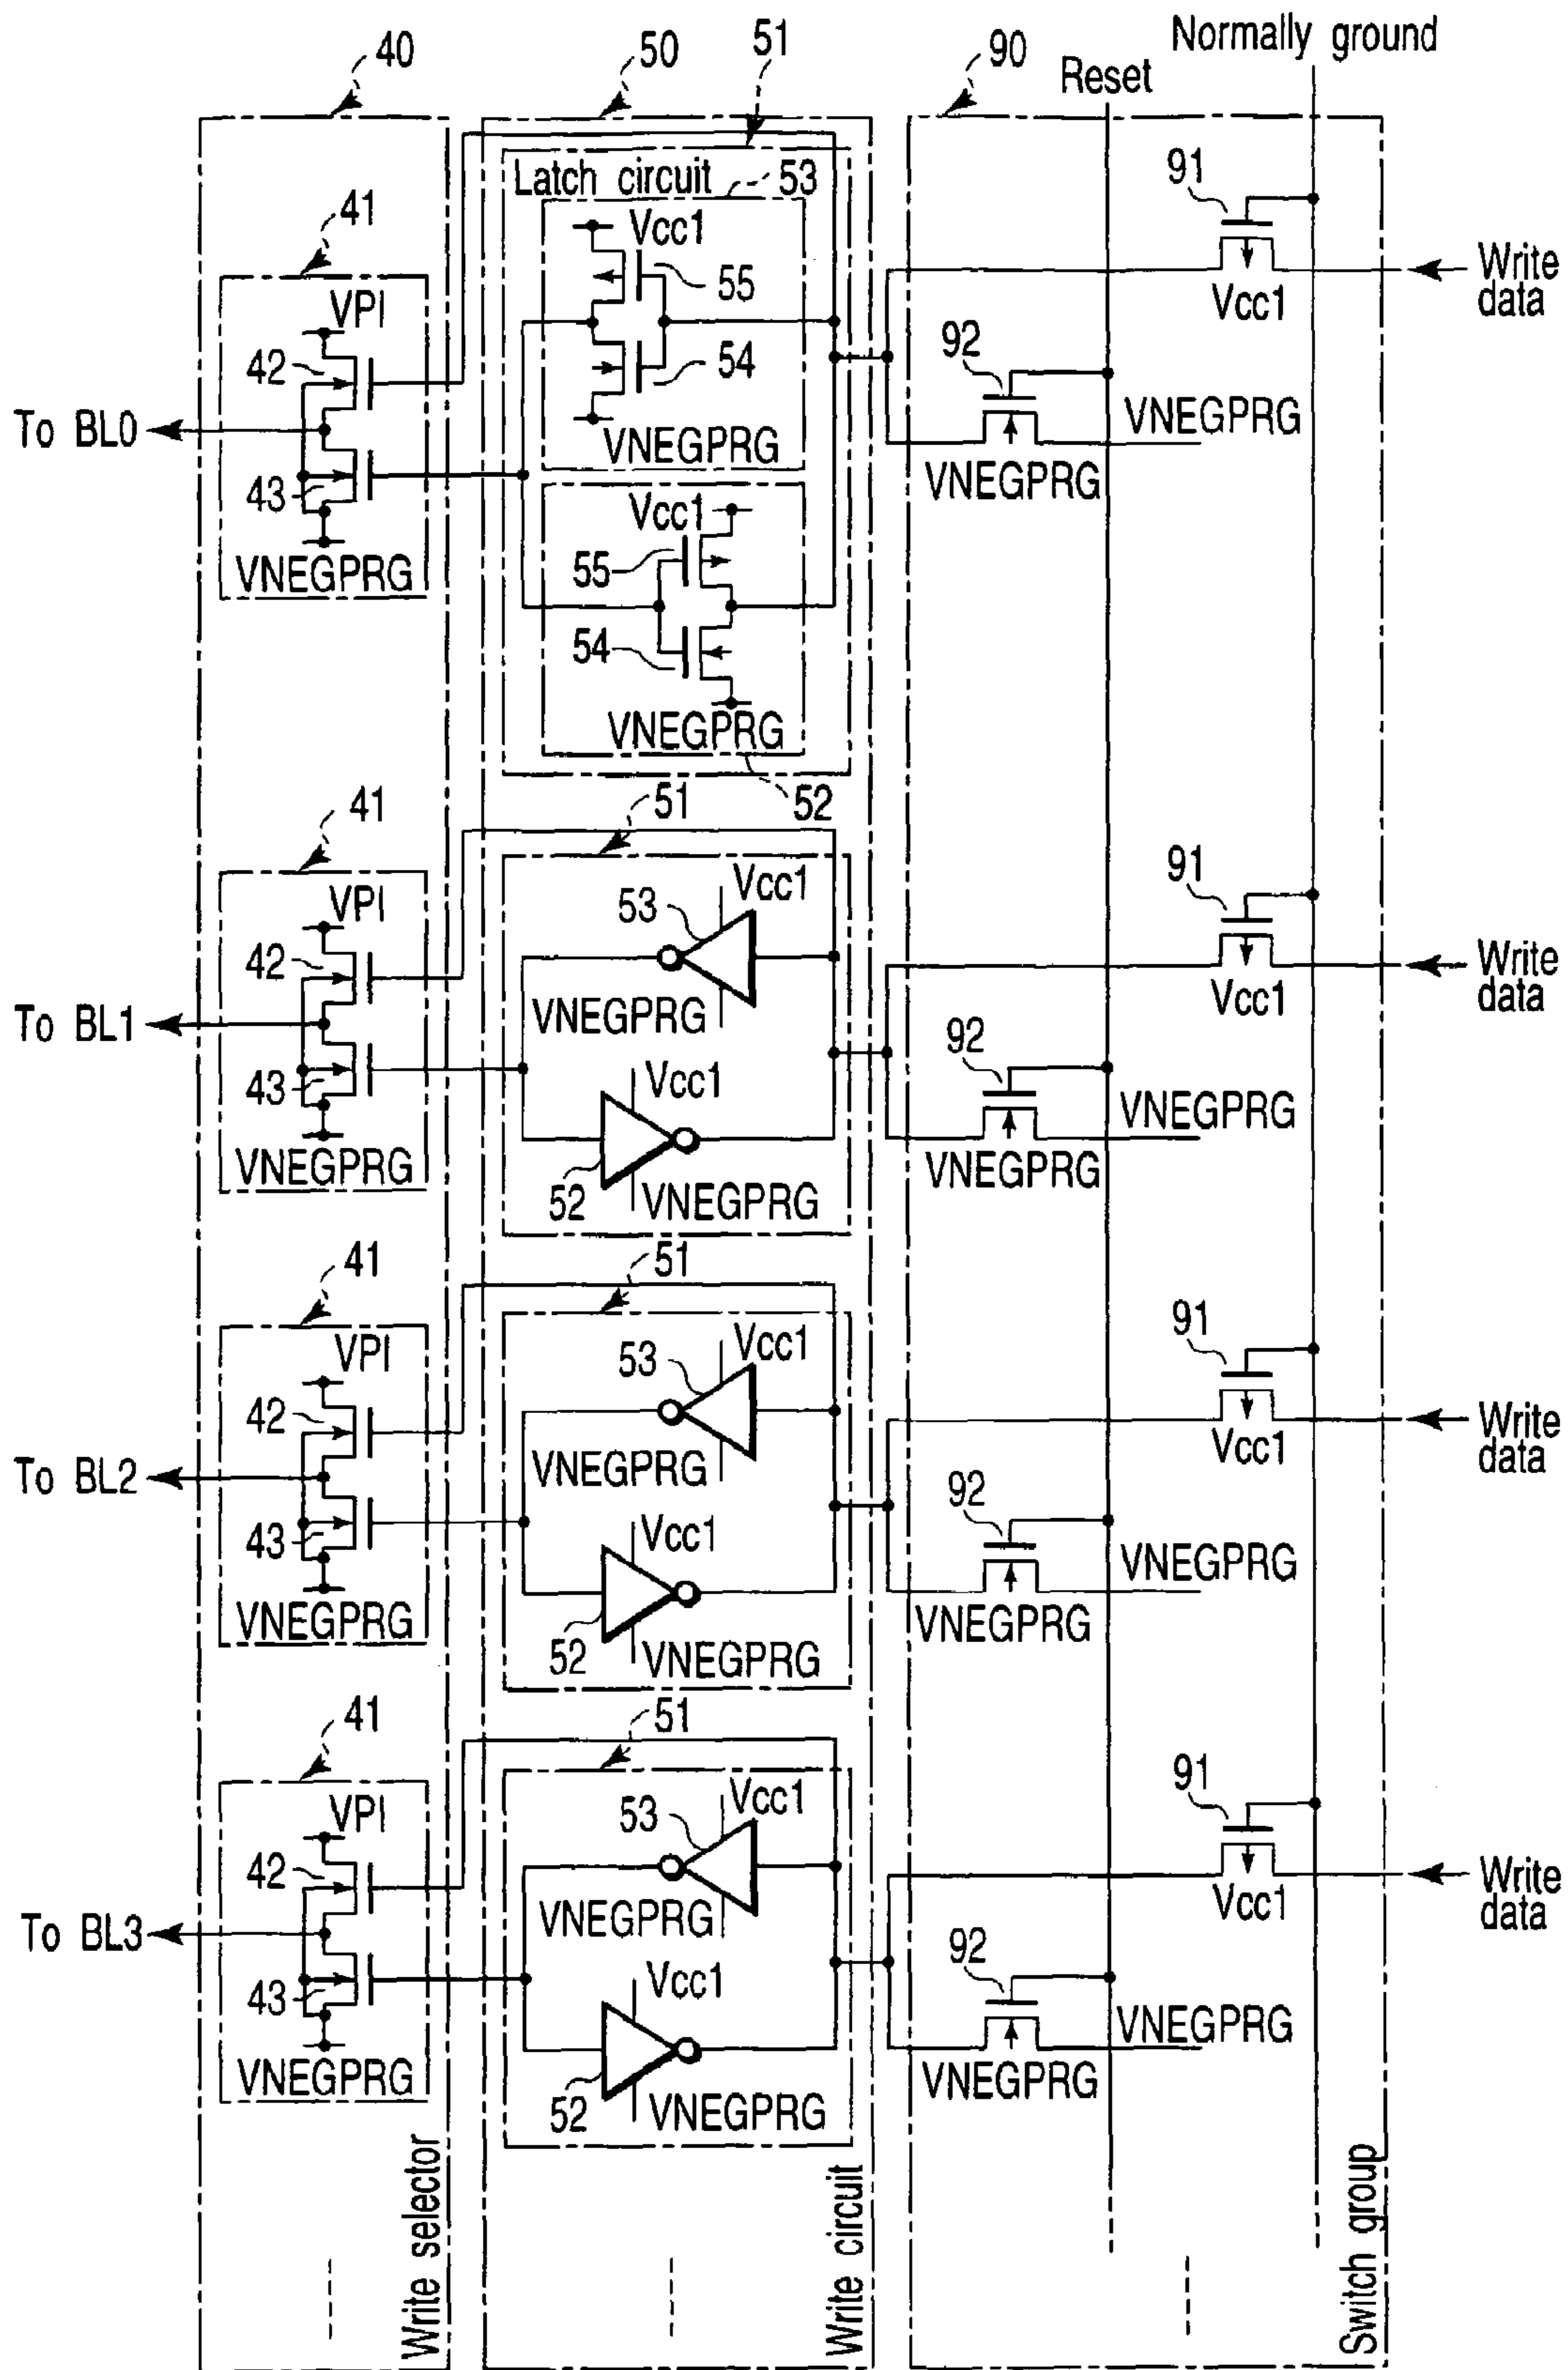 Normally ground
40
50
51
90
Reset
Latch circuit
53
91
41
Vcc1
VPI
55
Write
data
Vcc1
42
54
92
To BL0
VNEGPRG
VNEGPRG
43
VNEGPRG
Vcc1
VNEGPRG
55
54
VNEGPRG
52
51
41
91
VPI
53
Vcc1
42
Write
data
Vcc1
To BL1
VNEGPRG
92
43
Vcc1
VNEGPRG
VNEGPRG
VNEGPRG
52
VNEGPRG
41
51
91
VPI
53
Vcc1
42
Write
data
Vcc1
To BL2
VNEGPRG
92
43
Vcc1
VNEGPRG
VNEGPRG
VNEGPRG
52
VNEGPRG
41
51
91
VPI
53
Vcc1
42
Write
data
Vcc1
To BL3
VNEGPRG
92
43
Vcc1
VNEGPRG
VNEGPRG
VNEGPRG
52
VNEGPRG
Write selector
Write circuit
Switch group